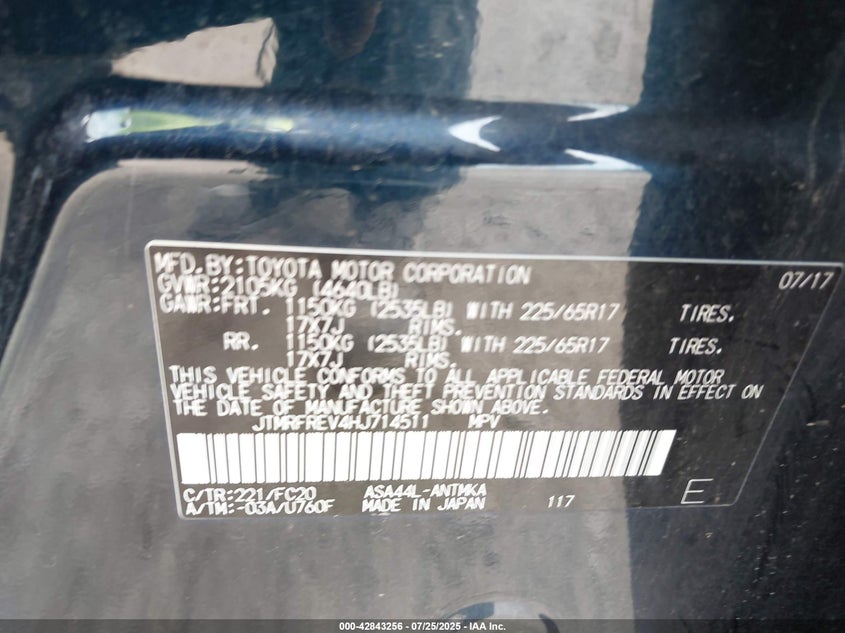 MFD. BY: TOYOTA MOTOR CORPORATION 07/17
GVWR: 2105KG (4640LB)
GAWR: FRT. 1150KG (2535LB) WITH 225/65R17 TIRES.
17X7J RIMS.
RR. 1150KG (2535LB) WITH 225/65R17 TIRES.
17X7J RIMS.
THIS VEHICLE CONFORMS TO ALL APPLICABLE FEDERAL MOTOR
VEHICLE SAFETY AND THEFT PREVENTION STANDARDS IN EFFECT ON
THE DATE OF MANUFACTURE SHOWN ABOVE.
JTMRFREV4HJ714511 MPV
C/TR: 221/FC20 ASA44L-ANTMKA
A/TM: -03A/U760F MADE IN JAPAN 117 E
000-42843256 - 07/25/2025 - IAA Inc.